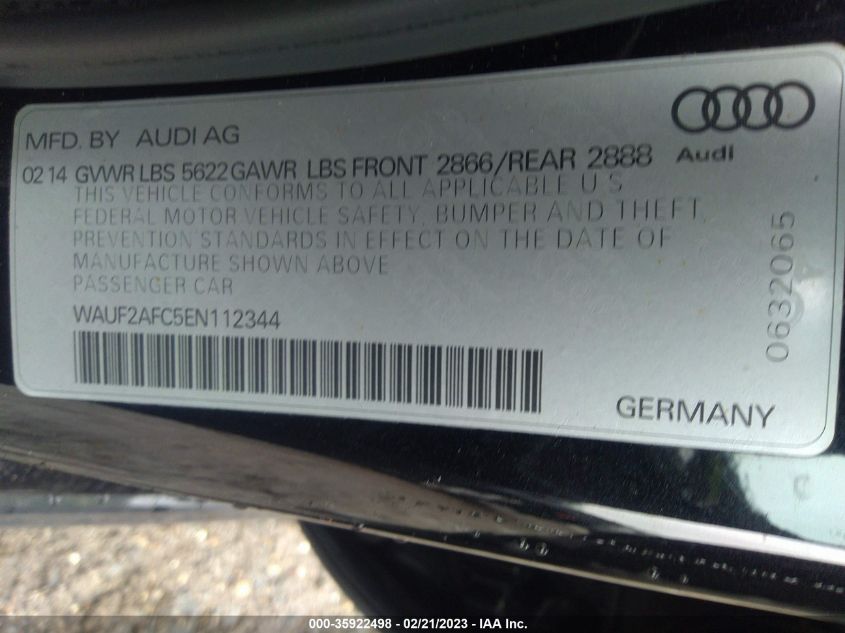 MFD. BY AUDI AG
Audi
02 14 GVWR LBS 5622 GAWR LBS FRONT 2866/REAR 2888
THIS VEHICLE CONFORMS TO ALL APPLICABLE U S
FEDERAL MOTOR VEHICLE SAFETY, BUMPER AND THEFT
PREVENTION STANDARDS IN EFFECT ON THE DATE OF
MANUFACTURE SHOWN ABOVE
PASSENGER CAR
WAUF2AFC5EN112344
0632065
GERMANY
000-35922498 - 02/21/2023 - IAA Inc.